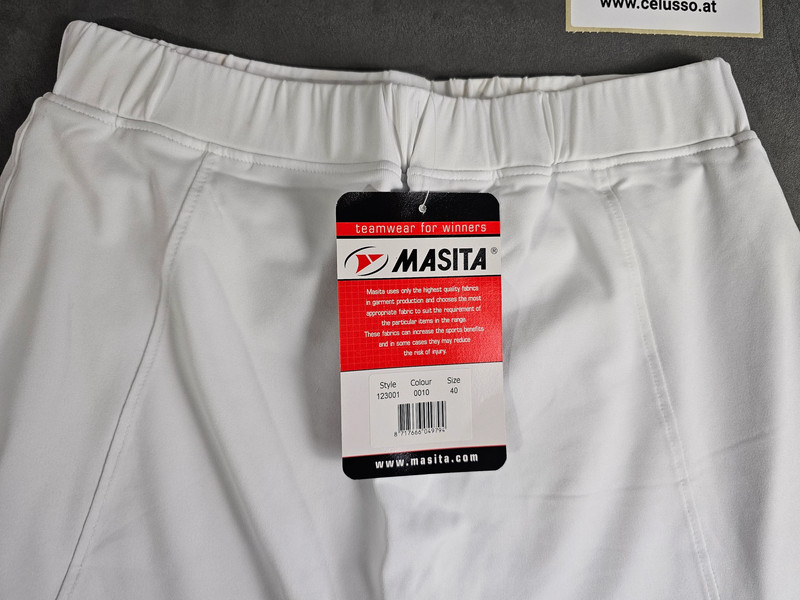 www.celusso.at
teamwear for winners
MASITA®
Masita uses only the highest quality fabrics
in garment production and chooses the most
appropriate fabric to suit the requirement of
the particular items in the range.
These fabrics can increase the sports benefits
and in some cases they may reduce
the risk of injury.
Style Colour Size
123001 0010 40
8 717666 049794
www.masita.com